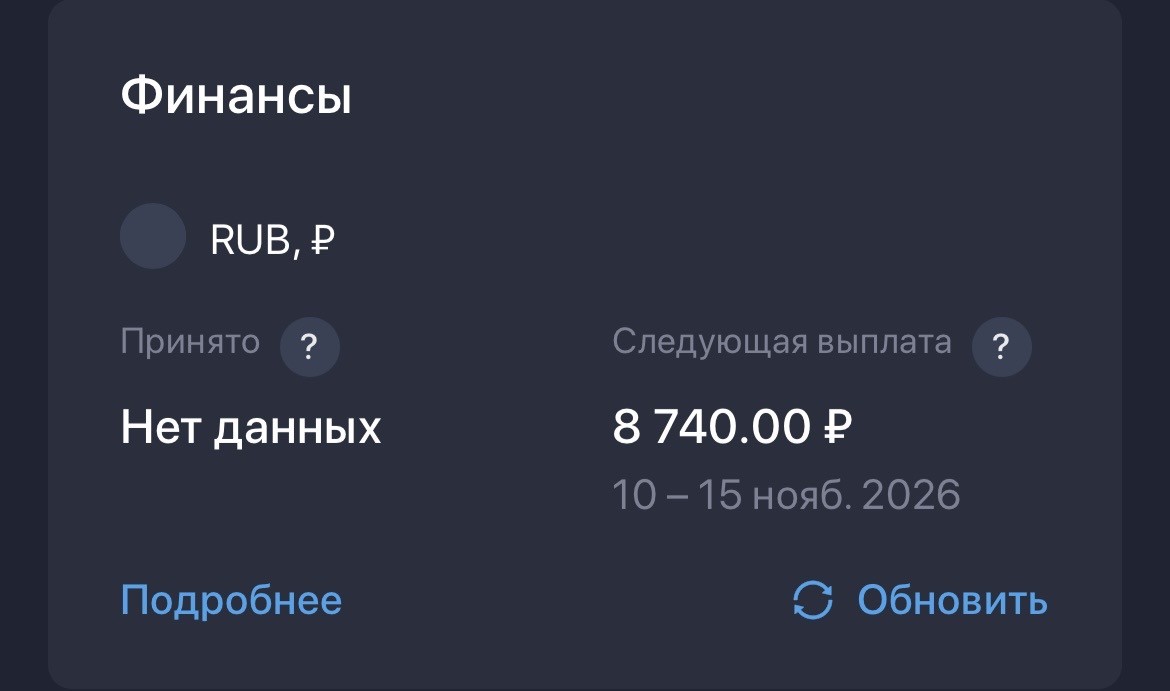 Финансы
RUB, ₽
Принято ?
Следующая выплата ?
Нет данных
8 740.00 ₽
10 – 15 нояб. 2026
Подробнее
Обновить